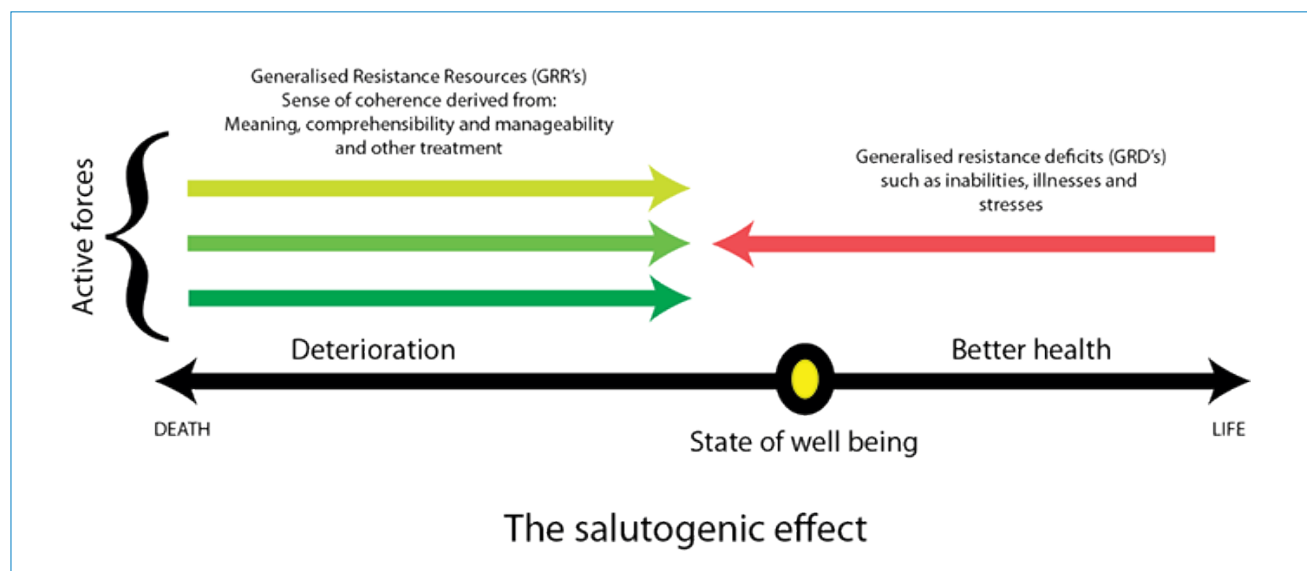 Generalised Resistance Resources (GRR's)
Sense of coherence derived from:
Meaning, comprehensibility and manageability
and other treatment
Generalised resistance deficits (GRD's)
such as inabilities, illnesses and
stresses
Active forces
Deterioration
Better health
DEATH
State of well being
LIFE
The salutogenic effect